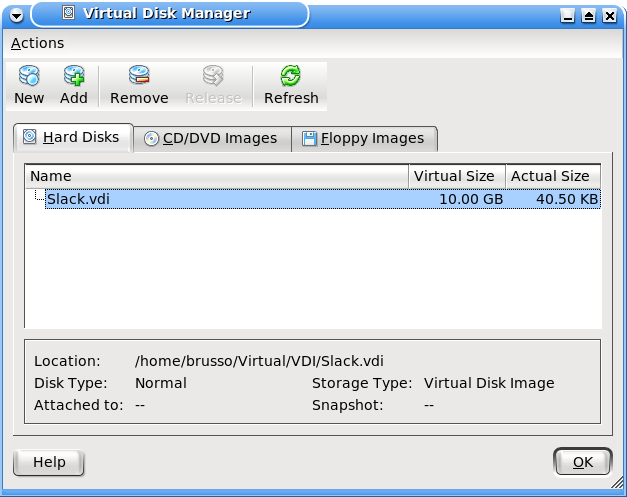 Virtual Disk Manager
Actions
New Add Remove Release Refresh
Hard Disks CD/DVD Images Floppy Images
Name Virtual Size Actual Size
Slack.vdi 10.00 GB 40.50 KB
Location: /home/brusso/Virtual/VDI/Slack.vdi
Disk Type: Normal Storage Type: Virtual Disk Image
Attached to: -- Snapshot: --
Help OK